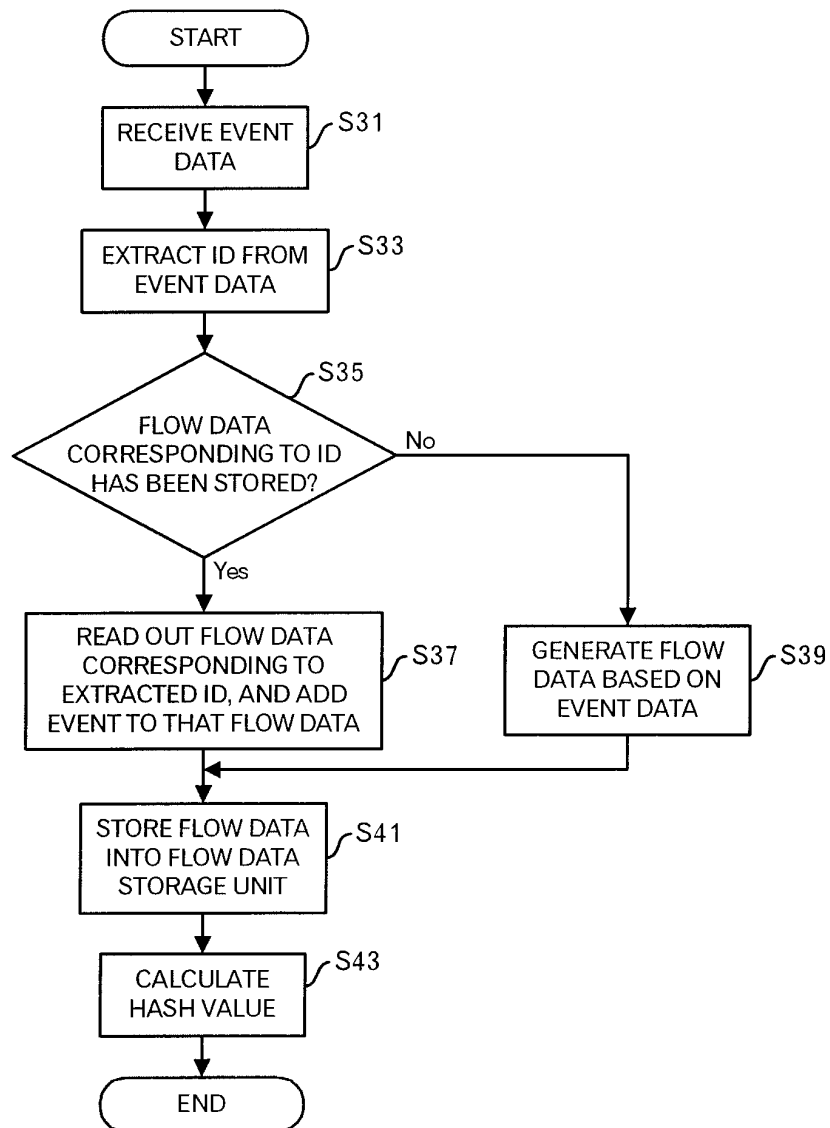 START
RECEIVE EVENT
DATA
S31
EXTRACT ID FROM
EVENT DATA
S33
S35
FLOW DATA
CORRESPONDING TO ID
HAS BEEN STORED?
No
Yes
READ OUT FLOW DATA
CORRESPONDING TO
EXTRACTED ID, AND ADD
EVENT TO THAT FLOW DATA
S37
GENERATE FLOW
DATA BASED ON
EVENT DATA
S39
STORE FLOW DATA
INTO FLOW DATA
STORAGE UNIT
S41
CALCULATE
HASH VALUE
S43
END